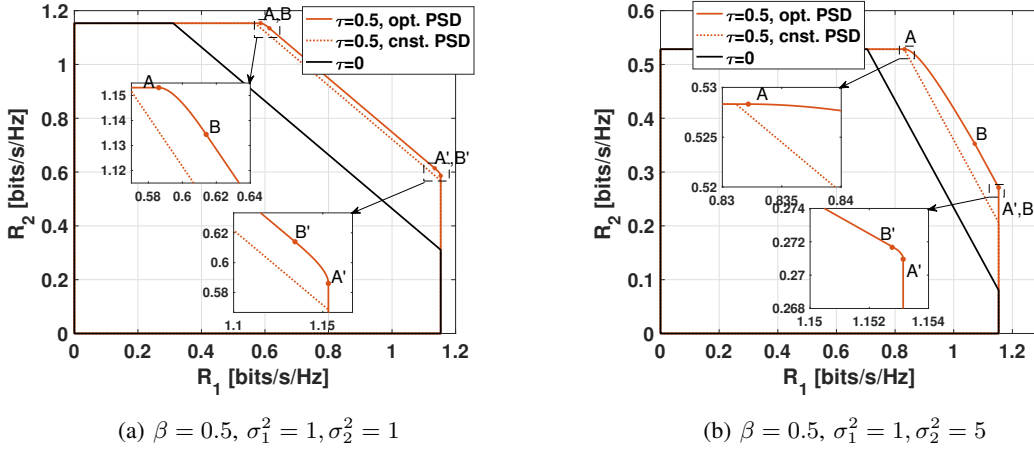 A,B
τ=0.5, opt. PSD
τ=0.5, cnst. PSD
τ=0
A
B
1.15
1.14
1.13
1.12
0.58 0.6 0.62 0.64
A',B'
B'
A'
0.62
0.6
0.58
1.1 1.15
1.2
1
0.8
0.6
0.4
0.2
0
0 0.2 0.4 0.6 0.8 1 1.2
R2 [bits/s/Hz]
R1 [bits/s/Hz]
(a) β = 0.5, σ₁² = 1, σ₂² = 1
τ=0.5, opt. PSD
τ=0.5, cnst. PSD
τ=0
A
B
A',B
0.53
0.525
0.52
0.83 0.835 0.84
A
0.274
0.272
0.27
0.268
1.15 1.152 1.154
B'
A'
0.6
0.5
0.4
0.3
0.2
0.1
0
0 0.2 0.4 0.6 0.8 1
R2 [bits/s/Hz]
R1 [bits/s/Hz]
(b) β = 0.5, σ₁² = 1, σ₂² = 5